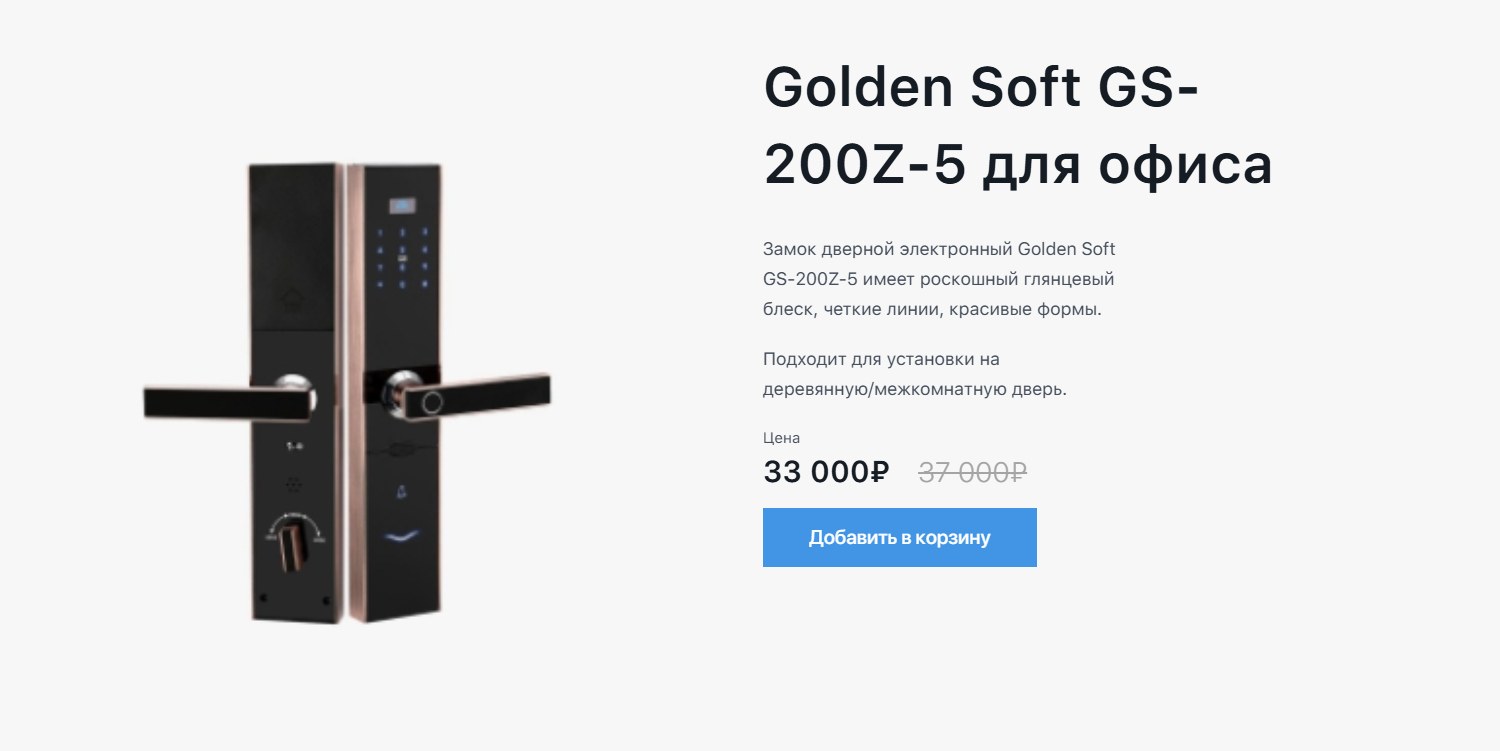 Golden Soft GS-
200Z-5 для офиса
Замок дверной электронный Golden Soft
GS-200Z-5 имеет роскошный глянцевый
блеск, четкие линии, красивые формы.
Подходит для установки на
деревянную/межкомнатную дверь.
Цена
33 000₽ 37 000₽
Добавить в корзину